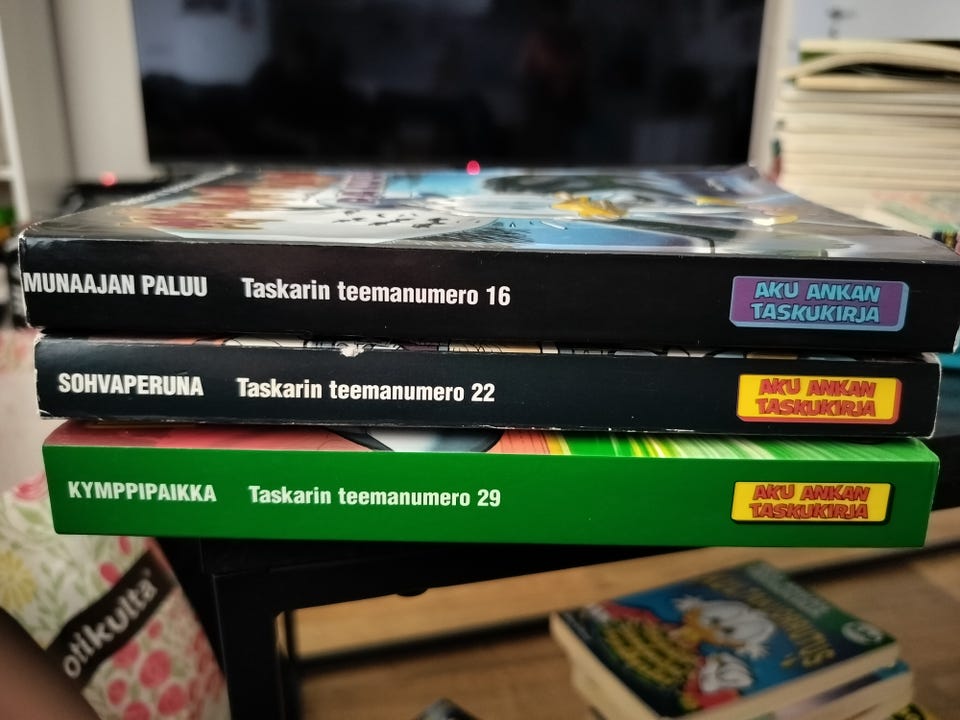 MUNAAJAN PALUU Taskarin teemanumero 16 AKU ANKAN
TASKUKIRJA
SOHVAPERUNA Taskarin teemanumero 22 AKU ANKAN
TASKUKIRJA
KYMPPIPAIKKA Taskarin teemanumero 29 AKU ANKAN
TASKUKIRJA
otikulta